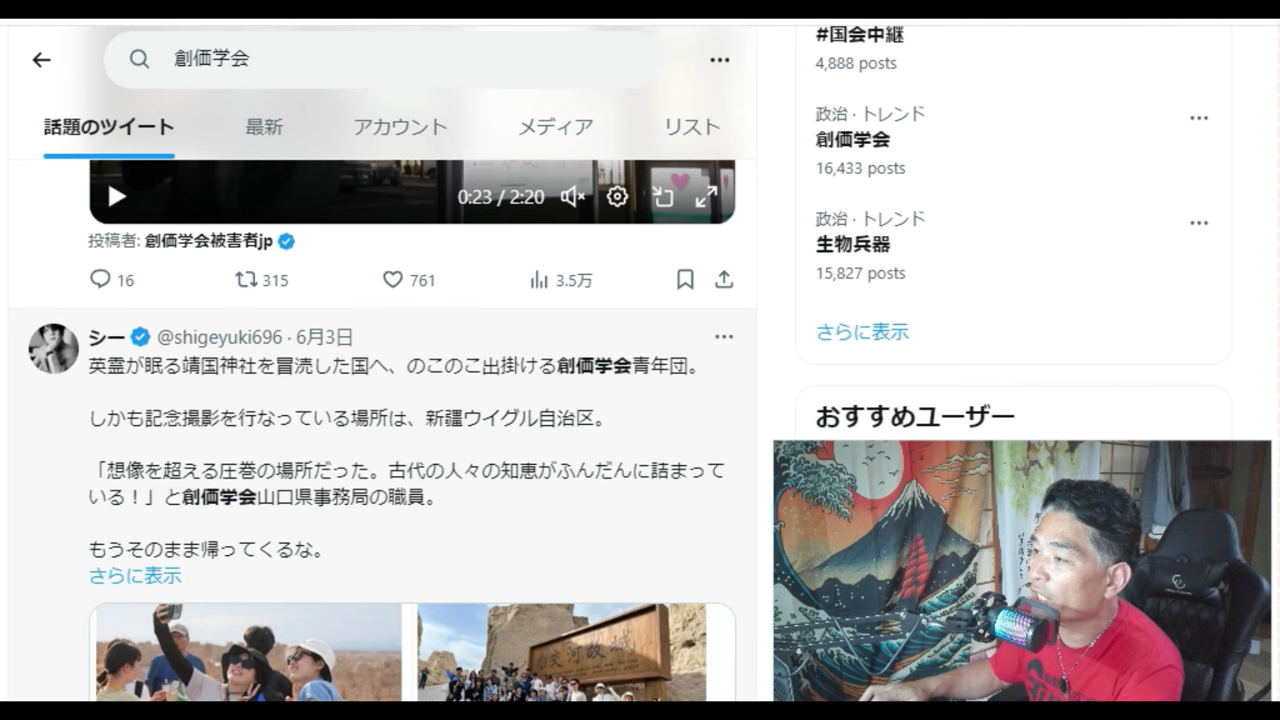 創価学会
話題のツイート
最新
アカウント
メディア
リスト
0:23 / 2:20
投稿者: 創価学会被害者jp
16
315
761
3.5万
シー @shigeyuki696 · 6月3日
英霊が眠る靖国神社を冒涜した国へ、のこのこ出掛ける創価学会青年団。
しかも記念撮影を行なっている場所は、新疆ウイグル自治区。
「想像を超える圧巻の場所だった。古代の人々の知恵がふんだんに詰まって
いる！」と創価学会山口県事務局の職員。
もうそのまま帰ってくるな。
さらに表示
交河故城
#国会中継
4,888 posts
政治 · トレンド
創価学会
16,433 posts
政治 · トレンド
生物兵器
15,827 posts
さらに表示
おすすめユーザー